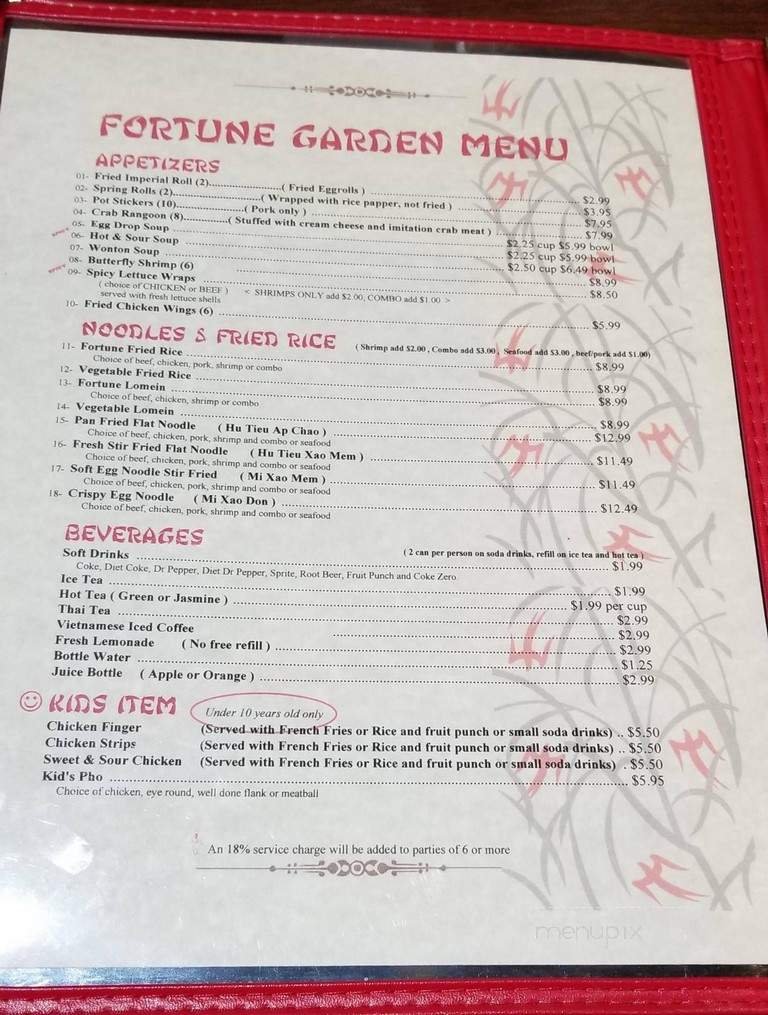 FORTUNE GARDEN MENU
APPETIZERS
01- Fried Imperial Roll (2)........................( Fried Eggrolls ) ........................ $2.99
02- Spring Rolls (2)........................( Wrapped with rice papper, not fried ) ........................ $3.95
03- Pot Stickers (10)........................( Pork only ) ........................ $7.95
04- Crab Rangoon (8)........................( Stuffed with cream cheese and imitation crab meat ) ........................ $7.99
05- Egg Drop Soup ........................ $2.25 cup $5.99 bowl
06- Hot & Sour Soup ........................ $2.25 cup $5.99 bowl
07- Wonton Soup ........................ $2.50 cup $6.49 bowl
08- Butterfly Shrimp (6) ........................ $8.99
09- Spicy Lettuce Wraps ........................ $8.50
( choice of CHICKEN or BEEF ) < SHRIMPS ONLY add $2.00, COMBO add $1.00 >
served with fresh lettuce shells
10- Fried Chicken Wings (6) ........................ $5.99
NOODLES & FRIED RICE ( Shrimp add $2.00 , Combo add $3.00 , Seafood add $3.00 , beef/pork add $1.00)
11- Fortune Fried Rice ........................ $8.99
Choice of beef, chicken, pork, shrimp or combo
12- Vegetable Fried Rice ........................ $8.99
13- Fortune Lomein ........................ $8.99
Choice of beef, chicken, shrimp or combo
14- Vegetable Lomein ........................ $8.99
15- Pan Fried Flat Noodle ( Hu Tieu Ap Chao ) ........................ $12.99
Choice of beef, chicken, pork, shrimp and combo or seafood
16- Fresh Stir Fried Flat Noodle ( Hu Tieu Xao Mem ) ........................ $11.49
Choice of beef, chicken, pork, shrimp and combo or seafood
17- Soft Egg Noodle Stir Fried ( Mi Xao Mem ) ........................ $11.49
Choice of beef, chicken, pork, shrimp and combo or seafood
18- Crispy Egg Noodle ( Mi Xao Don ) ........................ $12.49
Choice of beef, chicken, pork, shrimp and combo or seafood
BEVERAGES
( 2 can per person on soda drinks, refill on ice tea and hot tea )
Soft Drinks ........................ $1.99
Coke, Diet Coke, Dr Pepper, Diet Dr Pepper, Sprite, Root Beer, Fruit Punch and Coke Zero
Ice Tea ........................ $1.99
Hot Tea ( Green or Jasmine ) ........................ $1.99 per cup
Thai Tea ........................ $2.99
Vietnamese Iced Coffee ........................ $2.99
Fresh Lemonade ( No free refill ) ........................ $2.99
Bottle Water ........................ $1.25
Juice Bottle ( Apple or Orange ) ........................ $2.99
KIDS ITEM Under 10 years old only
Chicken Finger (Served with French Fries or Rice and fruit punch or small soda drinks) .. $5.50
Chicken Strips (Served with French Fries or Rice and fruit punch or small soda drinks) .. $5.50
Sweet & Sour Chicken (Served with French Fries or Rice and fruit punch or small soda drinks) . $5.50
Kid's Pho ........................ $5.95
Choice of chicken, eye round, well done flank or meatball
An 18% service charge will be added to parties of 6 or more
menupix